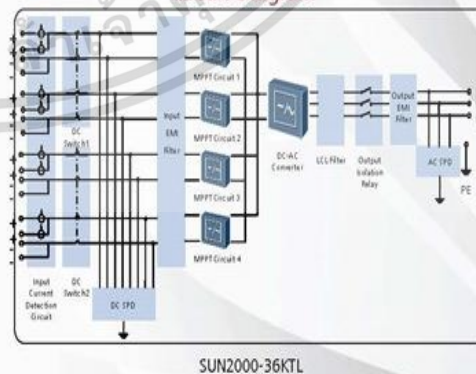 MPPT Circuit 1
DC
Switch1
Input
EMI
Filter
MPPT Circuit 2
DC-AC
Converter
LCL Filter
Output
Isolation
Relay
Output
EMI
Filter
AC SPD
PE
MPPT Circuit 3
MPPT Circuit 4
Input
Current
Detection
Circuit
DC
Switch2
DC SPD
SUN2000-36KTL